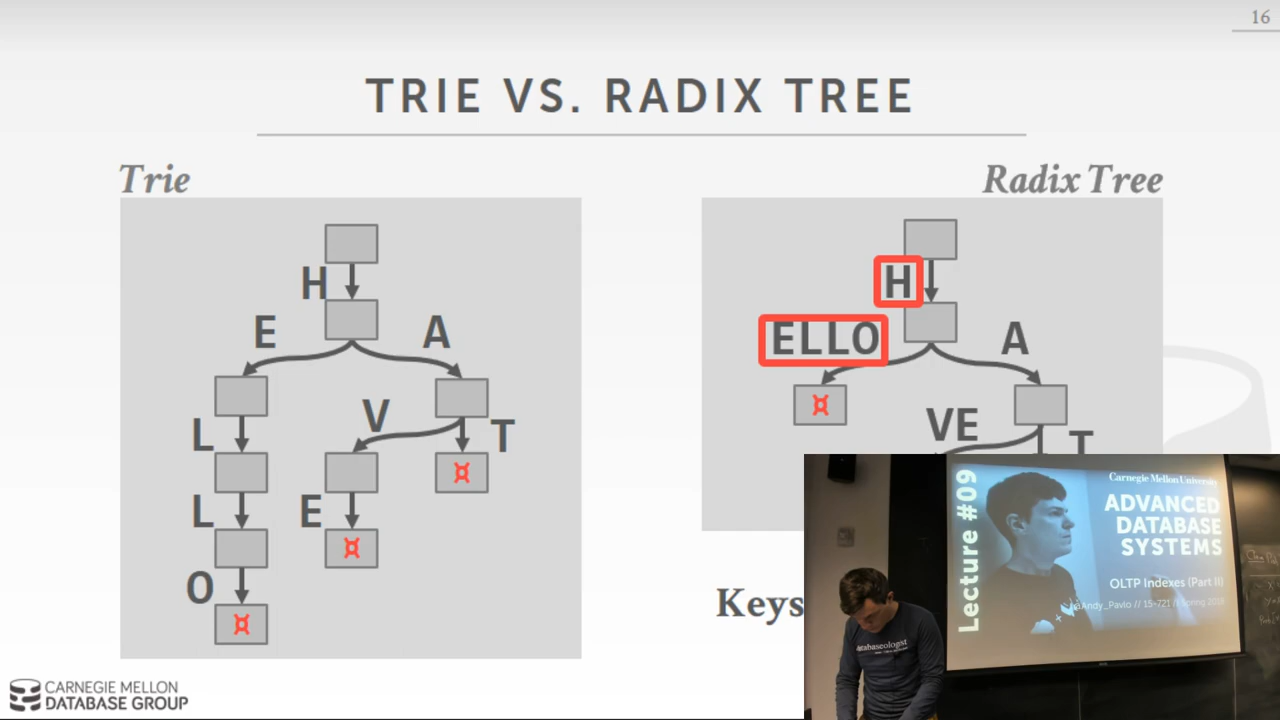 16
TRIE VS. RADIX TREE
Trie
Radix Tree
H
E
A
L
V
T
L
E
O
¤
¤
¤
H
ELLO
A
¤
VE
T
Keys
Lecture #09
Carnegie Mellon University
ADVANCED
DATABASE
SYSTEMS
OLTP Indexes (Part II)
@Andy_Pavlo // 15-721 // Spring 2018
databaseologist
CARNEGIE MELLON
DATABASE GROUP